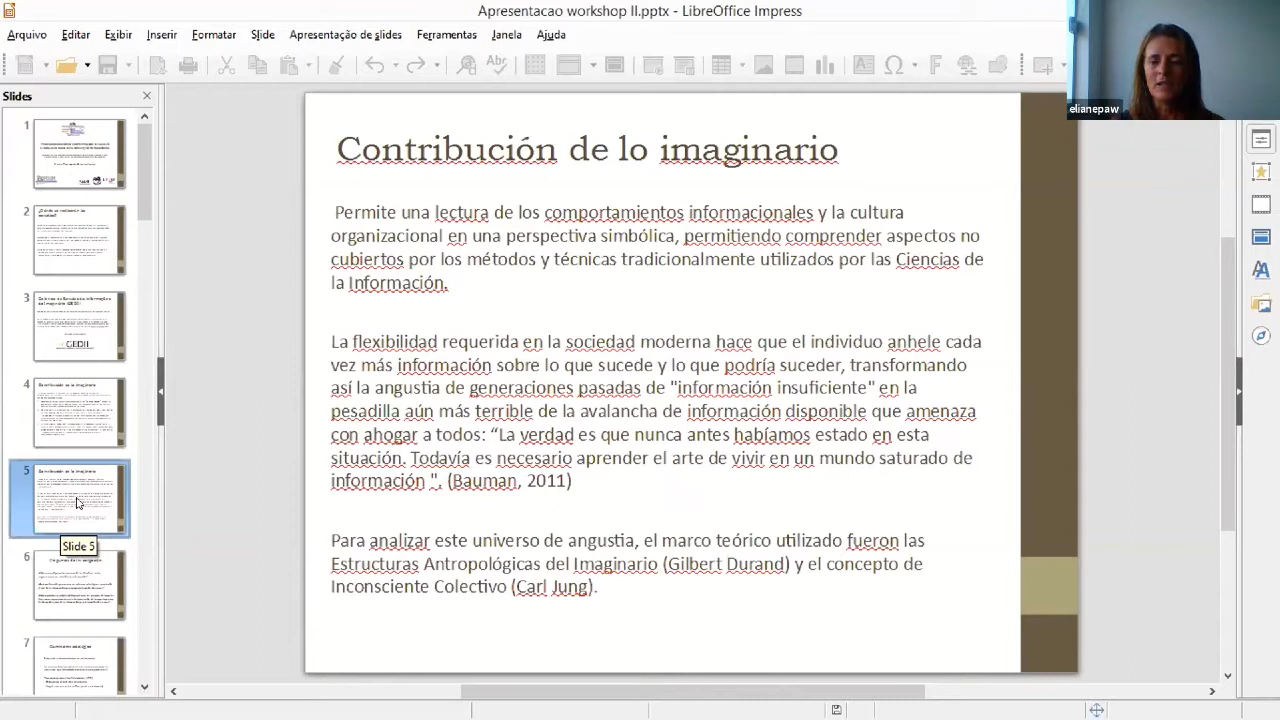 Apresentacao workshop II.pptx - LibreOffice Impress
Arquivo Editar Exibir Inserir Formatar Slide Apresentação de slides Ferramentas Janela Ajuda
elianepaw
Slides
1
2
3
GEDII
4
5
Slide 5
6
7
Contribución de lo imaginario
Permite una lectura de los comportamientos informacionales y la cultura
organizacional en una perspectiva simbólica, permitiendo comprender aspectos no
cubiertos por los métodos y técnicas tradicionalmente utilizados por las Ciencias de
la Información.
La flexibilidad requerida en la sociedad moderna hace que el individuo anhele cada
vez más información sobre lo que sucede y lo que podría suceder, transformando
así la angustia de generaciones pasadas de "información insuficiente" en la
pesadilla aún más terrible de la avalancha de información disponible que amenaza
con ahogar a todos: “La verdad es que nunca antes habíamos estado en esta
situación. Todavía es necesario aprender el arte de vivir en un mundo saturado de
información ". (Bauman, 2011)
Para analizar este universo de angustia, el marco teórico utilizado fueron las
Estructuras Antropológicas del Imaginario (Gilbert Durand) y el concepto de
Inconsciente Colectivo (Carl Jung).